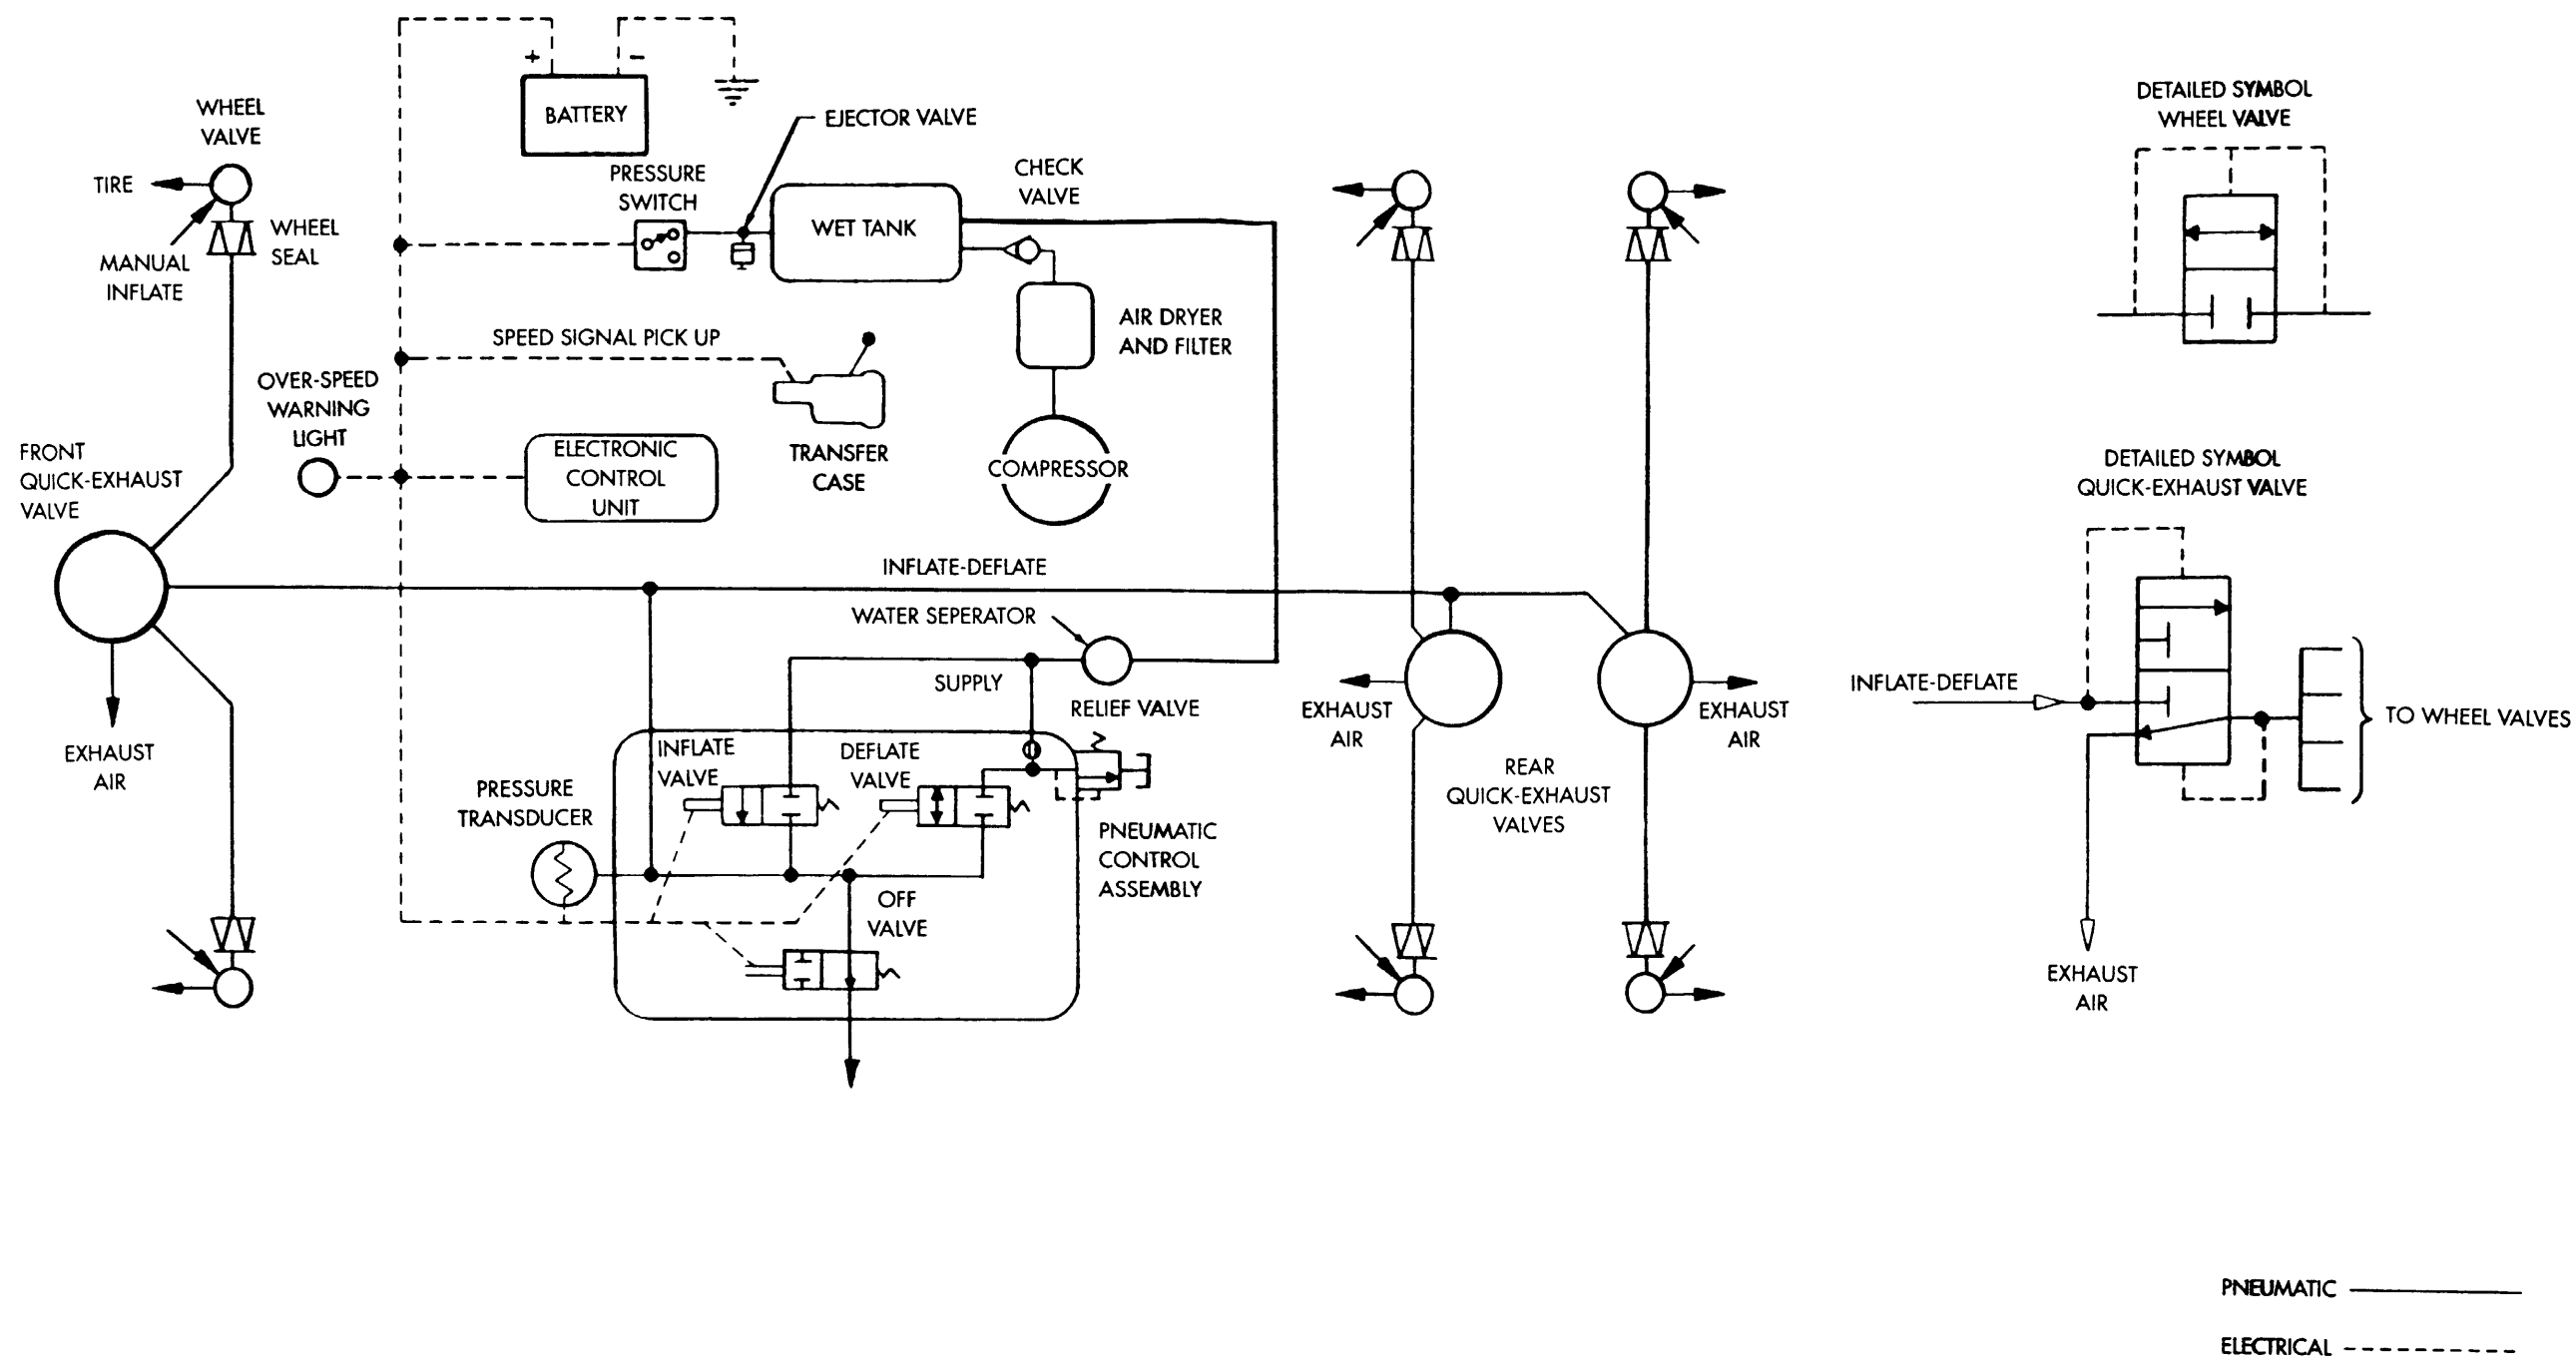 +
-
BATTERY
WHEEL
VALVE
TIRE
MANUAL
INFLATE
WHEEL
SEAL
PRESSURE
SWITCH
EJECTOR VALVE
WET TANK
CHECK
VALVE
AIR DRYER
AND FILTER
COMPRESSOR
SPEED SIGNAL PICK UP
TRANSFER
CASE
OVER-SPEED
WARNING
LIGHT
ELECTRONIC
CONTROL
UNIT
FRONT
QUICK-EXHAUST
VALVE
EXHAUST
AIR
INFLATE-DEFLATE
WATER SEPERATOR
SUPPLY
RELIEF VALVE
INFLATE
VALVE
DEFLATE
VALVE
PRESSURE
TRANSDUCER
OFF
VALVE
PNEUMATIC
CONTROL
ASSEMBLY
EXHAUST
AIR
EXHAUST
AIR
REAR
QUICK-EXHAUST
VALVES
DETAILED SYMBOL
WHEEL VALVE
DETAILED SYMBOL
QUICK-EXHAUST VALVE
INFLATE-DEFLATE
TO WHEEL VALVES
EXHAUST
AIR
PNEUMATIC
ELECTRICAL